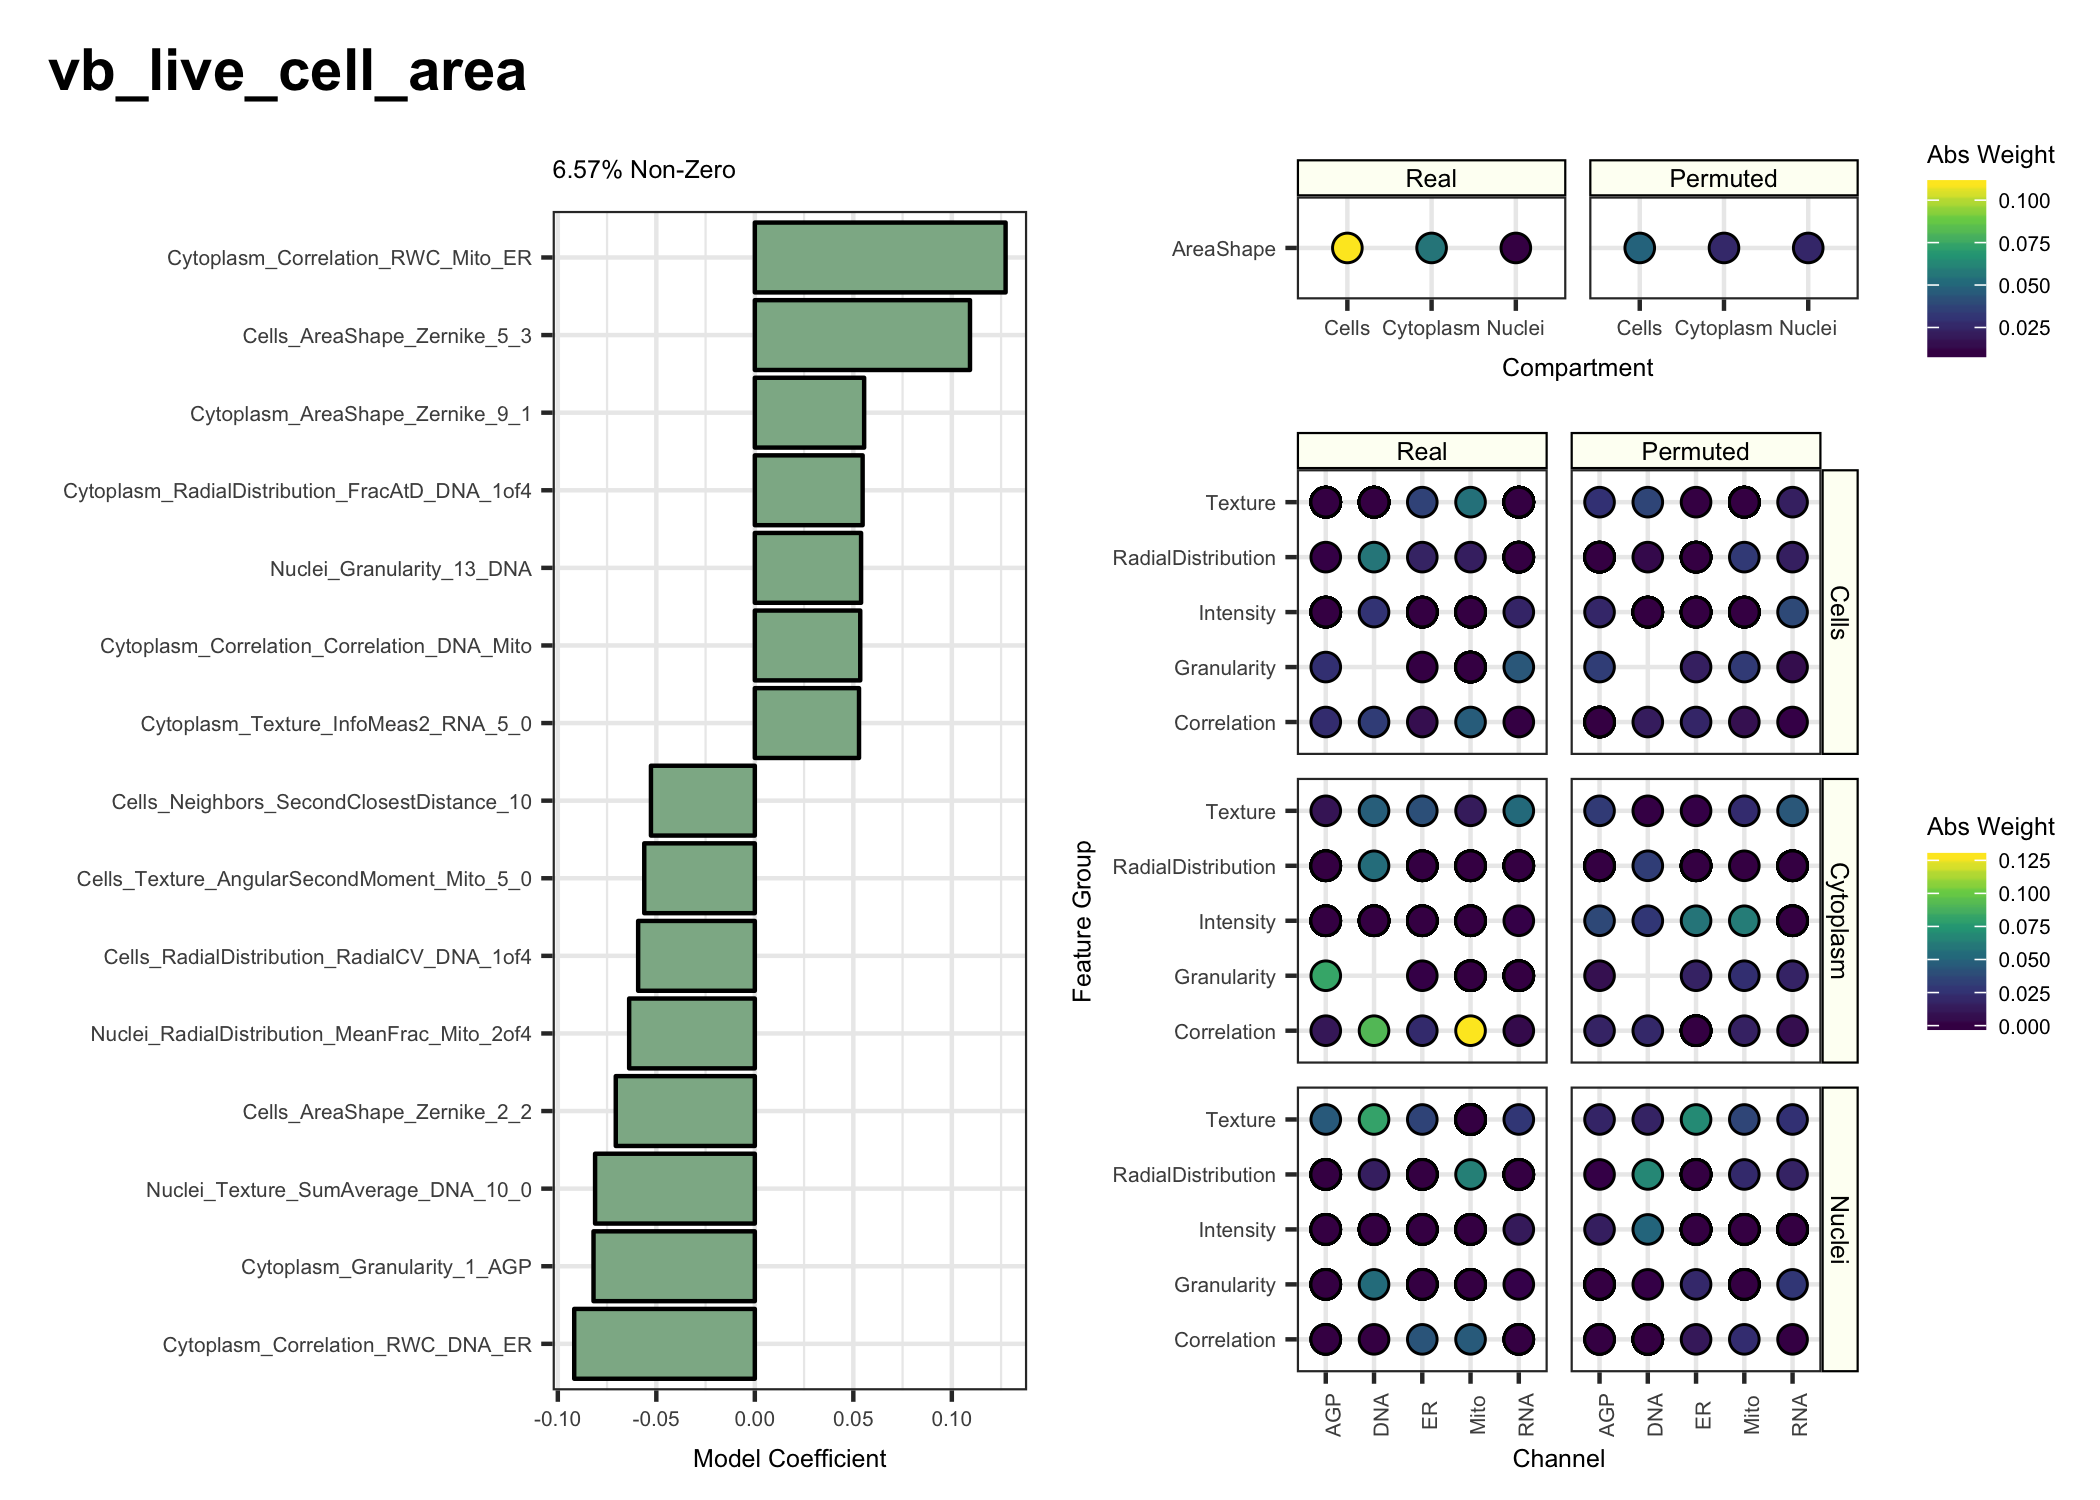 vb_live_cell_area
6.57% Non-Zero
Cytoplasm_Correlation_RWC_Mito_ER
Cells_AreaShape_Zernike_5_3
Cytoplasm_AreaShape_Zernike_9_1
Cytoplasm_RadialDistribution_FracAtD_DNA_1of4
Nuclei_Granularity_13_DNA
Cytoplasm_Correlation_Correlation_DNA_Mito
Cytoplasm_Texture_InfoMeas2_RNA_5_0
Cells_Neighbors_SecondClosestDistance_10
Cells_Texture_AngularSecondMoment_Mito_5_0
Cells_RadialDistribution_RadialCV_DNA_1of4
Nuclei_RadialDistribution_MeanFrac_Mito_2of4
Cells_AreaShape_Zernike_2_2
Nuclei_Texture_SumAverage_DNA_10_0
Cytoplasm_Granularity_1_AGP
Cytoplasm_Correlation_RWC_DNA_ER
-0.10 -0.05 0.00 0.05 0.10
Model Coefficient
Real Permuted
AreaShape
Cells Cytoplasm Nuclei Cells Cytoplasm Nuclei
Compartment
Abs Weight
0.100
0.075
0.050
0.025
Feature Group
Real Permuted
Texture
RadialDistribution
Intensity
Granularity
Correlation
Cells
Texture
RadialDistribution
Intensity
Granularity
Correlation
Cytoplasm
Texture
RadialDistribution
Intensity
Granularity
Correlation
Nuclei
AGP DNA ER Mito RNA AGP DNA ER Mito RNA
Channel
Abs Weight
0.125
0.100
0.075
0.050
0.025
0.000